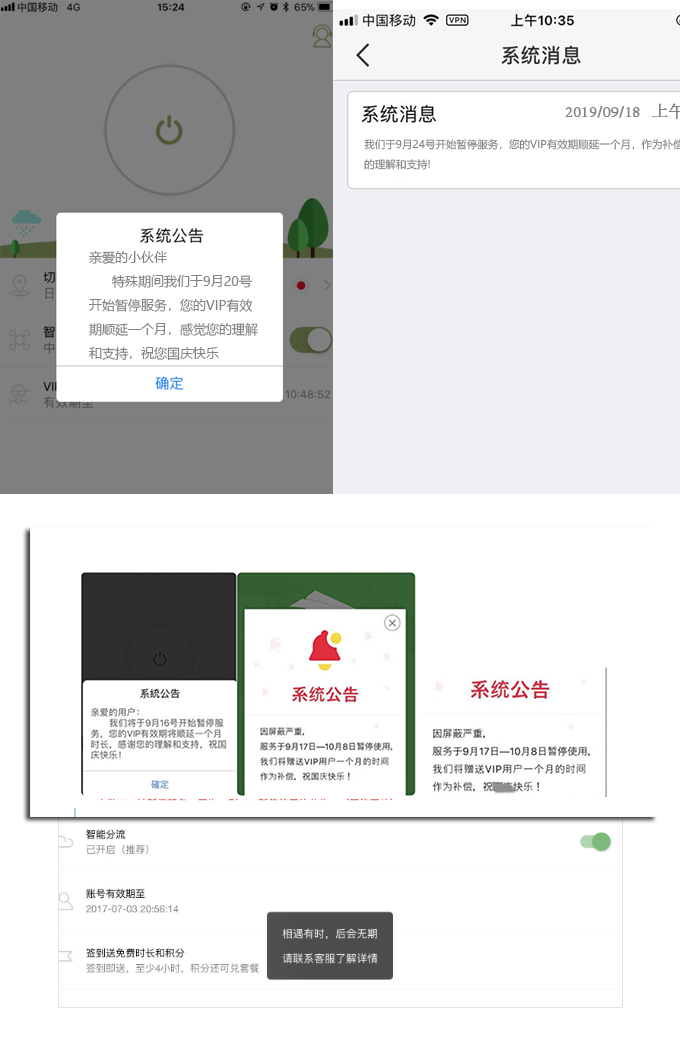 中国移动 4G 15:24 65%
系统公告
亲爱的小伙伴
特殊期间我们于9月20号
开始暂停服务，您的VIP有效
期顺延一个月，感觉您的理解
和支持，祝您国庆快乐
确定
切
日
智
中
VI
有效期至
10:48:52
中国移动 VPN 上午10:35
系统消息
系统消息 2019/09/18 上午
我们于9月24号开始暂停服务，您的VIP有效期顺延一个月，作为补偿
的理解和支持!
系统公告
亲爱的用户：
我们将于9月16号开始暂停服
务，您的VIP有效期将顺延一个月
时长，感谢您的理解和支持，祝国
庆快乐！
确定
系统公告
因屏蔽严重，
服务于9月17日—10月8日暂停使用，
我们将赠送VIP用户一个月的时间
作为补偿，祝国庆快乐！
系统公告
因屏蔽严重，
服务于9月17日—10月8日暂停使用，
我们将赠送VIP用户一个月的时间
作为补偿，祝 快乐！
智能分流
已开启（推荐）
账号有效期至
2017-07-03 20:56:14
签到送免费时长和积分
签到即送，至少4小时，积分还可兑套餐
相遇有时，后会无期
请联系客服了解详情